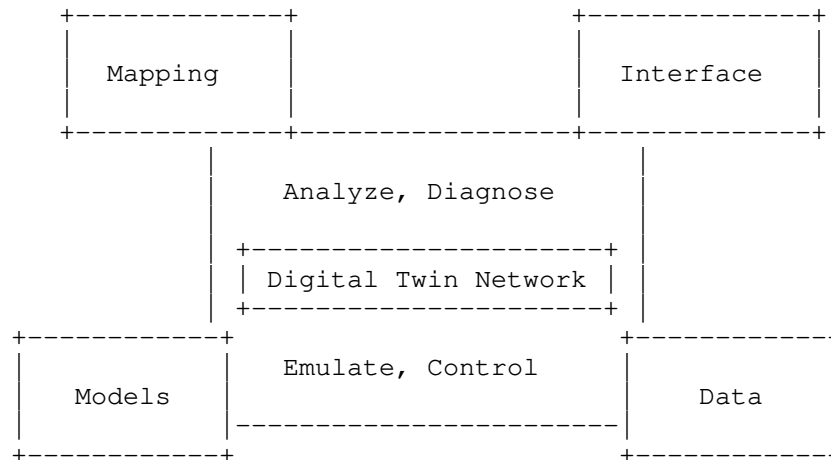 Mapping Interface
Analyze, Diagnose
Digital Twin Network
Emulate, Control
Models Data